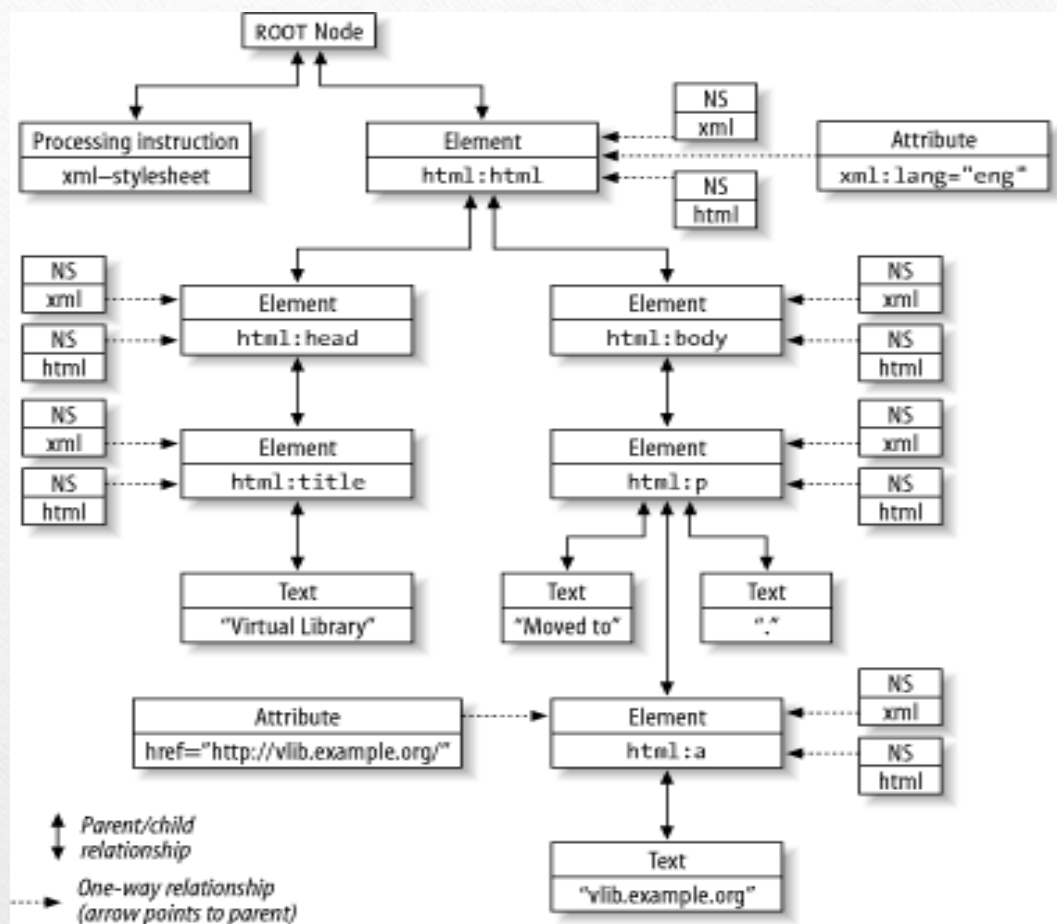 ROOT Node
Processing instruction
xml—stylesheet
Element
html:html
NS
xml
NS
html
Attribute
xml:lang="eng"
NS
xml
NS
html
Element
html:head
Element
html:body
NS
xml
NS
html
NS
xml
NS
html
Element
html:title
Element
html:p
NS
xml
NS
html
Text
“Virtual Library”
Text
“Moved to”
Text
“.”
Attribute
href=“http://vlib.example.org/”
Element
html:a
NS
xml
NS
html
Text
“vlib.example.org”
Parent/child
relationship
One-way relationship
(arrow points to parent)